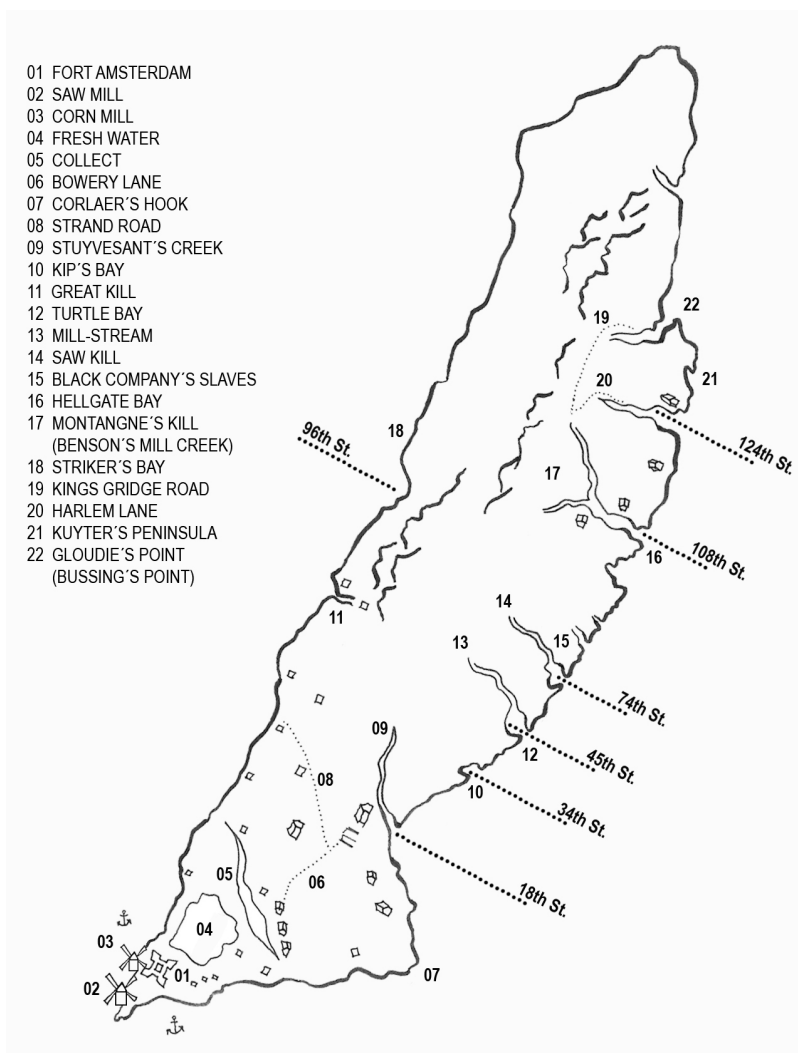 01 FORT AMSTERDAM
02 SAW MILL
03 CORN MILL
04 FRESH WATER
05 COLLECT
06 BOWERY LANE
07 CORLAER´S HOOK
08 STRAND ROAD
09 STUYVESANT´S CREEK
10 KIP´S BAY
11 GREAT KILL
12 TURTLE BAY
13 MILL-STREAM
14 SAW KILL
15 BLACK COMPANY´S SLAVES
16 HELLGATE BAY
17 MONTANGNE´S KILL
(BENSON´S MILL CREEK)
18 STRIKER´S BAY
19 KINGS GRIDGE ROAD
20 HARLEM LANE
21 KUYTER´S PENINSULA
22 GLOUDIE´S POINT
(BUSSING´S POINT)
22
19
21
20
18
96th St.
124th St.
17
16
108th St.
14
11
15
13
74th St.
09
12
45th St.
08
10
34th St.
05
06
18th St.
04
03
01
07
02